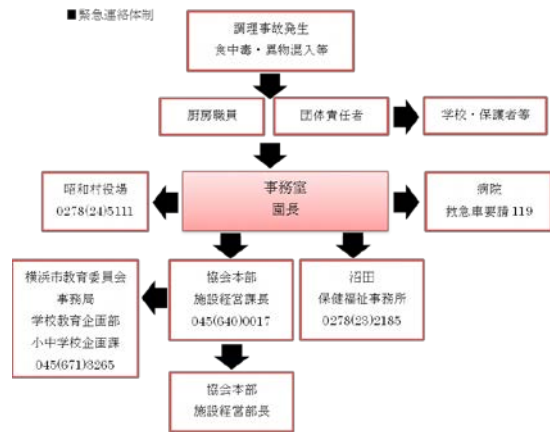 ■緊急連絡体制
調理事故発生
食中毒・異物混入等
厨房職員
団体責任者
学校・保護者等
昭和村役場
0278(24)5111
事務室
園長
病院
救急車要請 119
横浜市教育委員会
事務局
学校教育企画部
小中学校企画課
045(671)3265
協会本部
施設経営課長
045(640)0017
沼田
保健福祉事務所
0278(23)2185
協会本部
施設経営部長